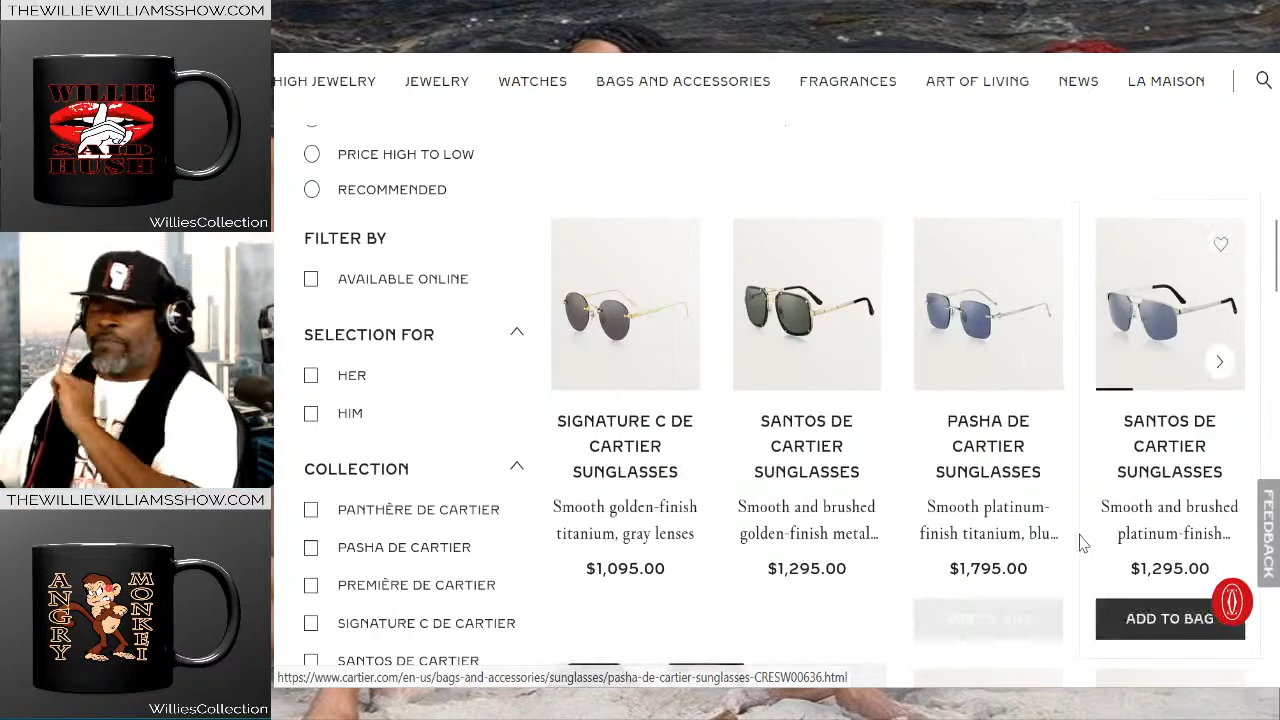 THEWILLIEWILLIAMSSHOW.COM
WILLIE
SAID
HUSH
WilliesCollection
THEWILLIEWILLIAMSSHOW.COM
ANGRY
MONKEI
WilliesCollection
HIGH JEWELRY
JEWELRY
WATCHES
BAGS AND ACCESSORIES
FRAGRANCES
ART OF LIVING
NEWS
LA MAISON
PRICE HIGH TO LOW
RECOMMENDED
FILTER BY
AVAILABLE ONLINE
SELECTION FOR
HER
HIM
COLLECTION
PANTHÈRE DE CARTIER
PASHA DE CARTIER
PREMIÈRE DE CARTIER
SIGNATURE C DE CARTIER
SANTOS DE CARTIER
SIGNATURE C DE
CARTIER
SUNGLASSES
Smooth golden-finish
titanium, gray lenses
$1,095.00
SANTOS DE
CARTIER
SUNGLASSES
Smooth and brushed
golden-finish metal...
$1,295.00
PASHA DE
CARTIER
SUNGLASSES
Smooth platinum-
finish titanium, blu...
$1,795.00
SANTOS DE
CARTIER
SUNGLASSES
Smooth and brushed
platinum-finish...
$1,295.00
ADD TO BAG
FEEDBACK
https://www.cartier.com/en-us/bags-and-accessories/sunglasses/pasha-de-cartier-sunglasses-CRESW00636.html